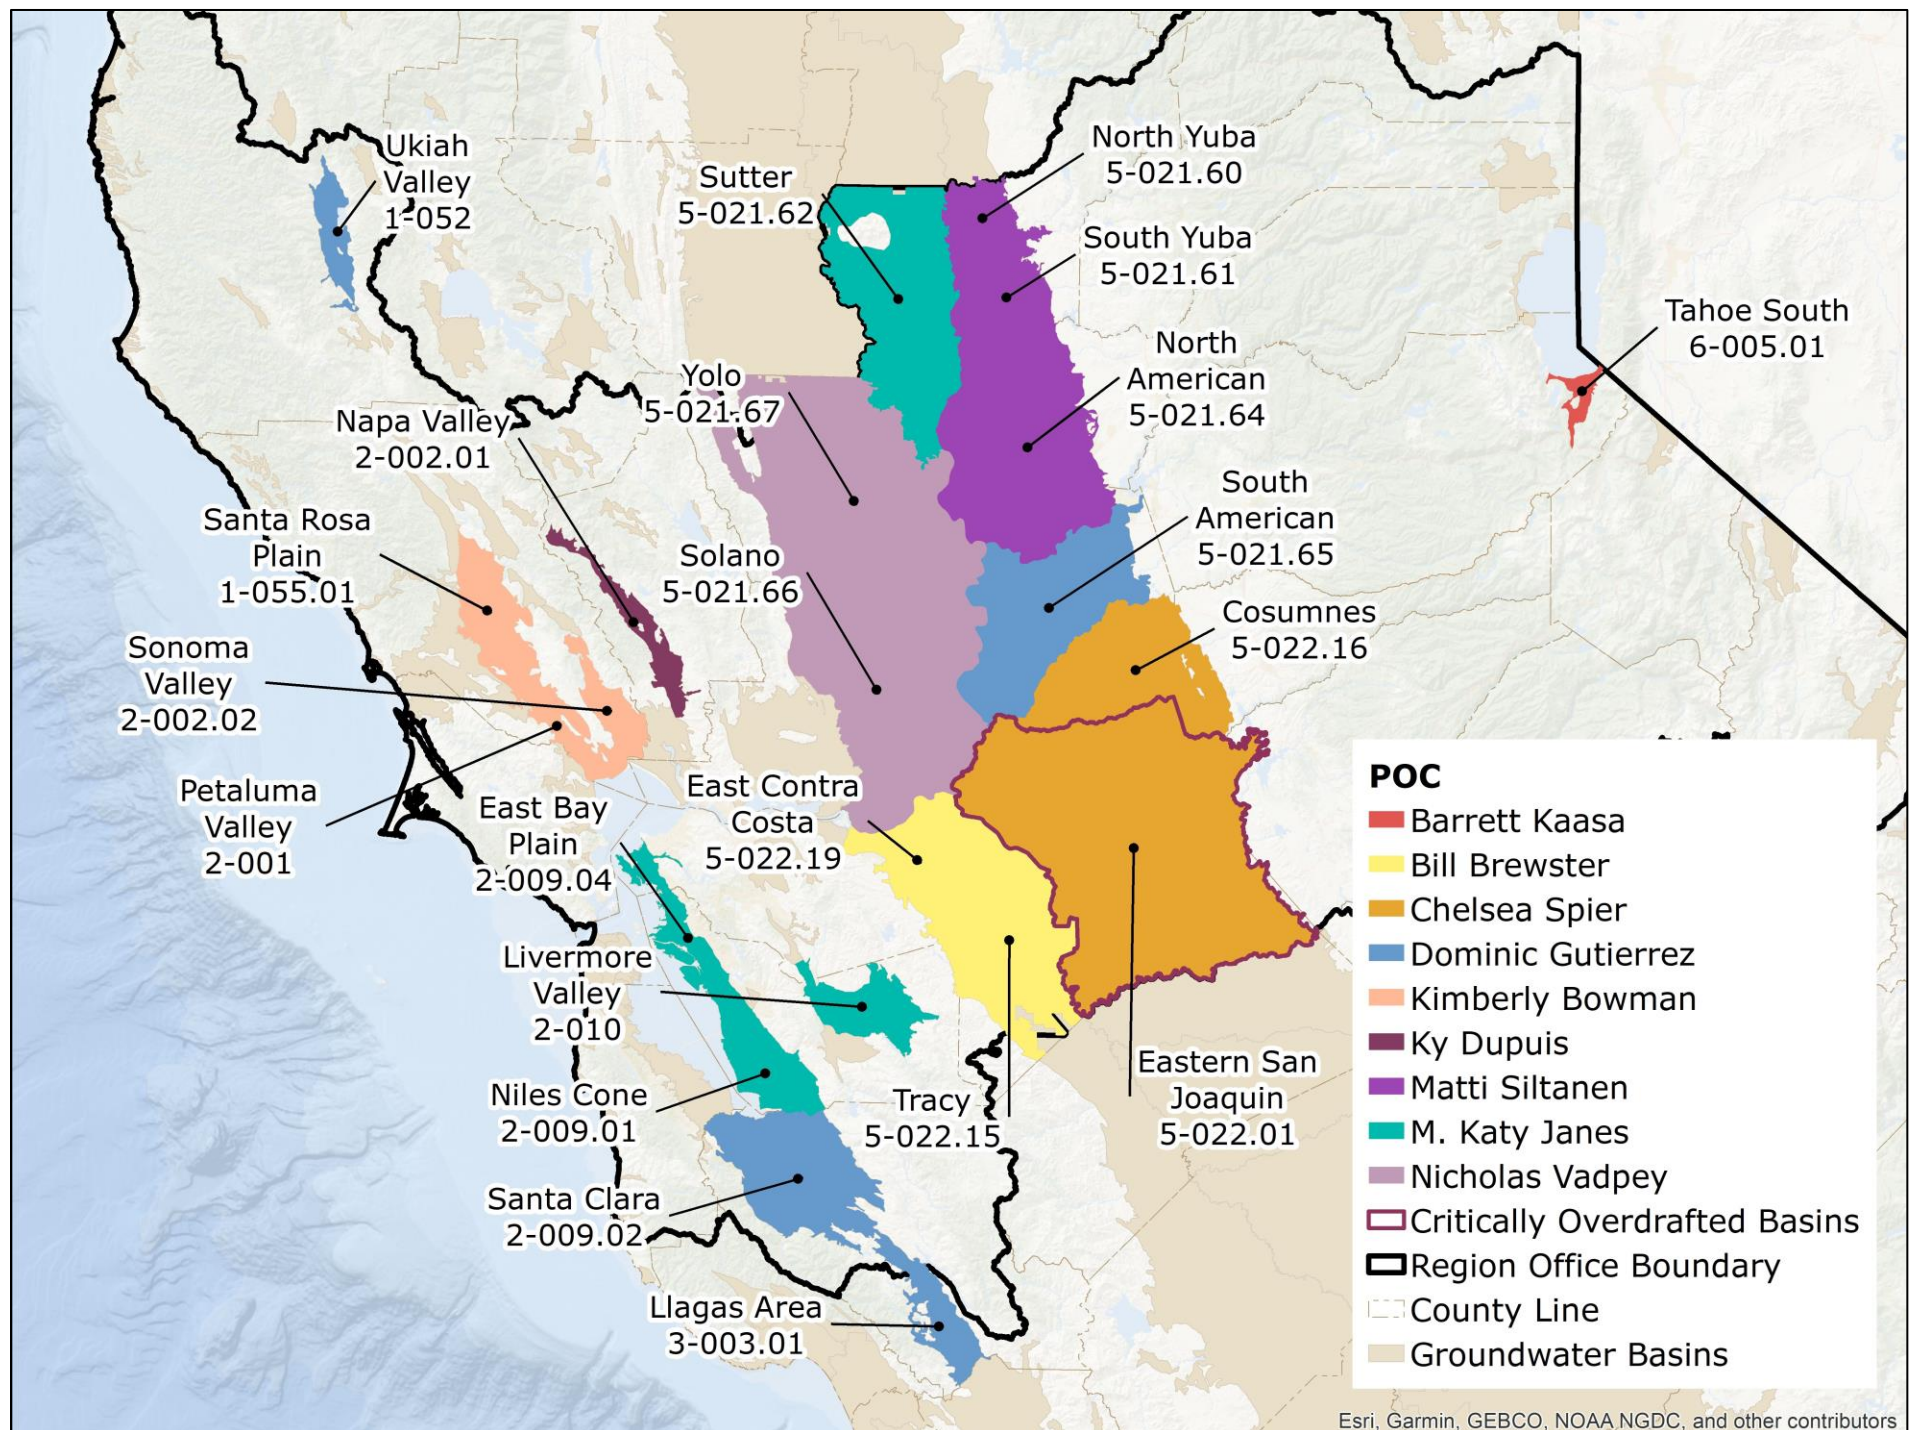 Ukiah
Valley
1-052
Sutter
5-021.62
North Yuba
5-021.60
South Yuba
5-021.61
North
American
5-021.64
Tahoe South
6-005.01
Yolo
5-021.67
Napa Valley
2-002.01
South
American
5-021.65
Santa Rosa
Plain
1-055.01
Solano
5-021.66
Cosumnes
5-022.16
Sonoma
Valley
2-002.02
Petaluma
Valley
2-001
East Bay
Plain
2-009.04
East Contra
Costa
5-022.19
Livermore
Valley
2-010
Niles Cone
2-009.01
Tracy
5-022.15
Eastern San
Joaquin
5-022.01
Santa Clara
2-009.02
Llagas Area
3-003.01
POC
Barrett Kaasa
Bill Brewster
Chelsea Spier
Dominic Gutierrez
Kimberly Bowman
Ky Dupuis
Matti Siltanen
M. Katy Janes
Nicholas Vadpey
Critically Overdrafted Basins
Region Office Boundary
County Line
Groundwater Basins
Esri, Garmin, GEBCO, NOAA NGDC, and other contributors